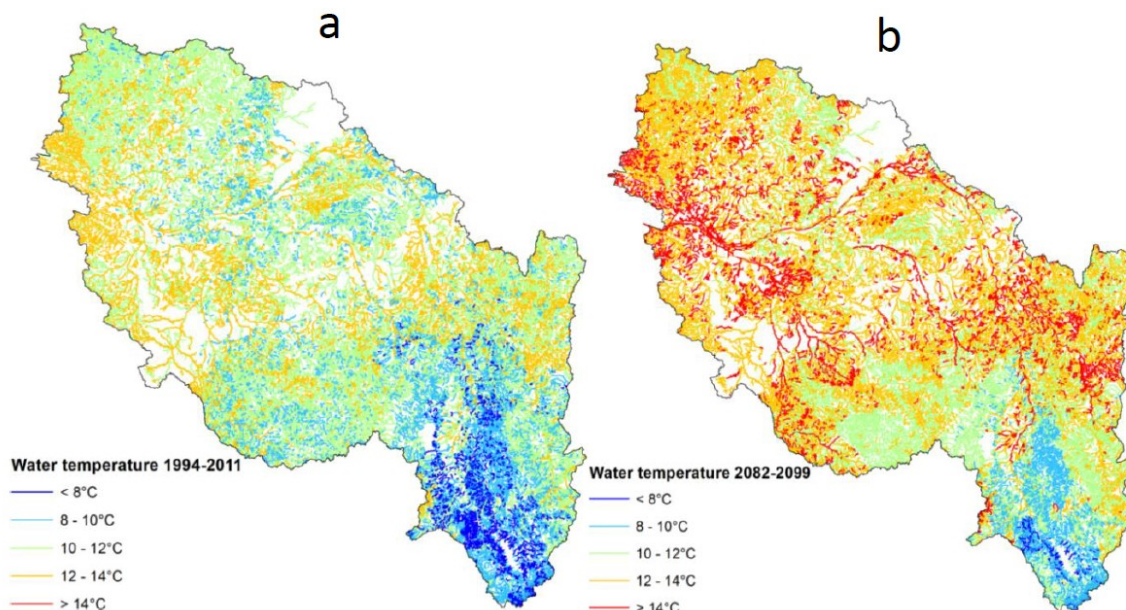 a
b
Water temperature 1994-2011
< 8°C
8 - 10°C
10 - 12°C
12 - 14°C
> 14°C
Water temperature 2082-2099
< 8°C
8 - 10°C
10 - 12°C
12 - 14°C
> 14°C